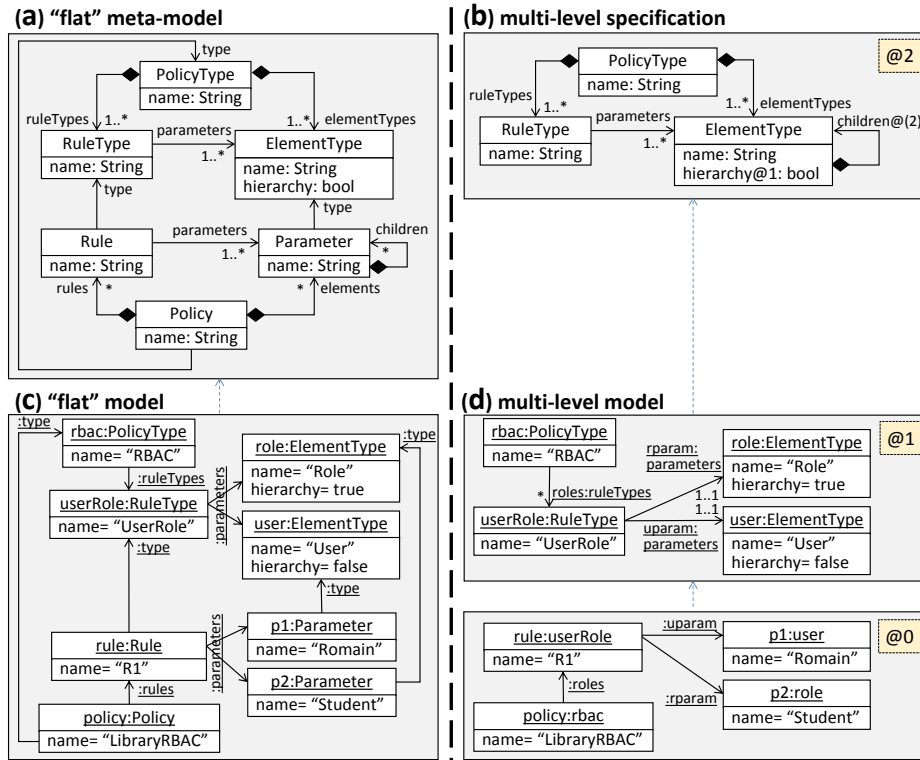 (a) “flat” meta-model
type
PolicyType
name: String
ruleTypes
1..*
parameters
1..*
1..*
elementTypes
RuleType
name: String
ElementType
name: String
hierarchy: bool
type
type
Rule
name: String
parameters
1..*
Parameter
name: String
children
*
rules
*
*
elements
Policy
name: String
(b) multi-level specification
@2
PolicyType
name: String
ruleTypes
1..*
parameters
1..*
1..*
elementTypes
children@(2)
RuleType
name: String
ElementType
name: String
hierarchy@1: bool
(c) “flat” model
:type
rbac:PolicyType
name= “RBAC”
:type
role:ElementType
name= “Role”
hierarchy= true
:ruleTypes
userRole:RuleType
name= “UserRole”
:parameters
user:ElementType
name= “User”
hierarchy= false
:type
:type
rule:Rule
name= “R1”
:parameters
p1:Parameter
name= “Romain”
p2:Parameter
name= “Student”
:rules
policy:Policy
name= “LibraryRBAC”
(d) multi-level model
@1
rbac:PolicyType
name= “RBAC”
rparam:
parameters
role:ElementType
name= “Role”
hierarchy= true
*
roles:ruleTypes
1..1
1..1
userRole:RuleType
name= “UserRole”
uparam:
parameters
user:ElementType
name= “User”
hierarchy= false
@0
rule:userRole
name= “R1”
:uparam
p1:user
name= “Romain”
:roles
:rparam
p2:role
name= “Student”
policy:rbac
name= “LibraryRBAC”